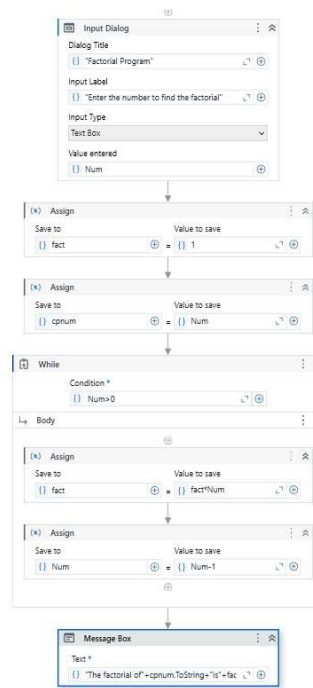 Input Dialog
Dialog Title
"Factorial Program"
Input Label
"Enter the number to find the factorial"
Input Type
Text Box
Value entered
Num
(x) Assign
Save to Value to save
fact = 1
(x) Assign
Save to Value to save
cpnum = Num
While
Condition *
Num>0
Body
(x) Assign
Save to Value to save
fact = fact*Num
(x) Assign
Save to Value to save
Num = Num-1
Message Box
Text *
"The factorial of"+cpnum.ToString+"is"+fac